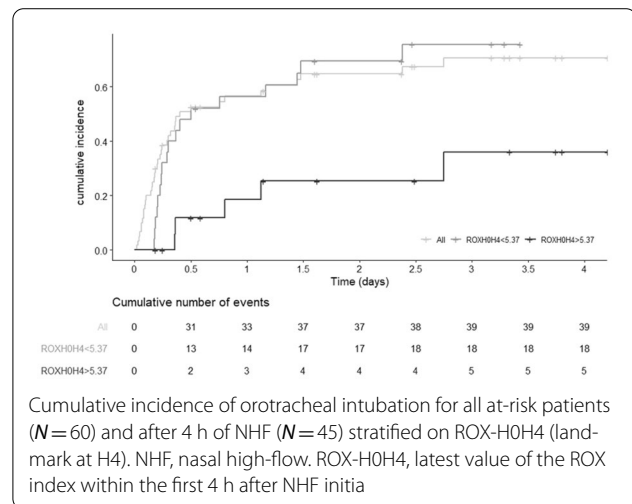 cumulative incidence
0.6
0.4
0.2
0.0
All ROXH0H4<5.37 ROXH0H4>5.37
0 0.5 1 1.5 2 2.5 3 3.5 4
Time (days)
Cumulative number of events
All 0 31 33 37 37 38 39 39 39
ROXH0H4<5.37 0 13 14 17 17 18 18 18 18
ROXH0H4>5.37 0 2 3 4 4 4 5 5 5
Cumulative incidence of orotracheal intubation for all at-risk patients
(N=60) and after 4 h of NHF (N=45) stratified on ROX-H0H4 (land-
mark at H4). NHF, nasal high-flow. ROX-H0H4, latest value of the ROX
index within the first 4 h after NHF initia